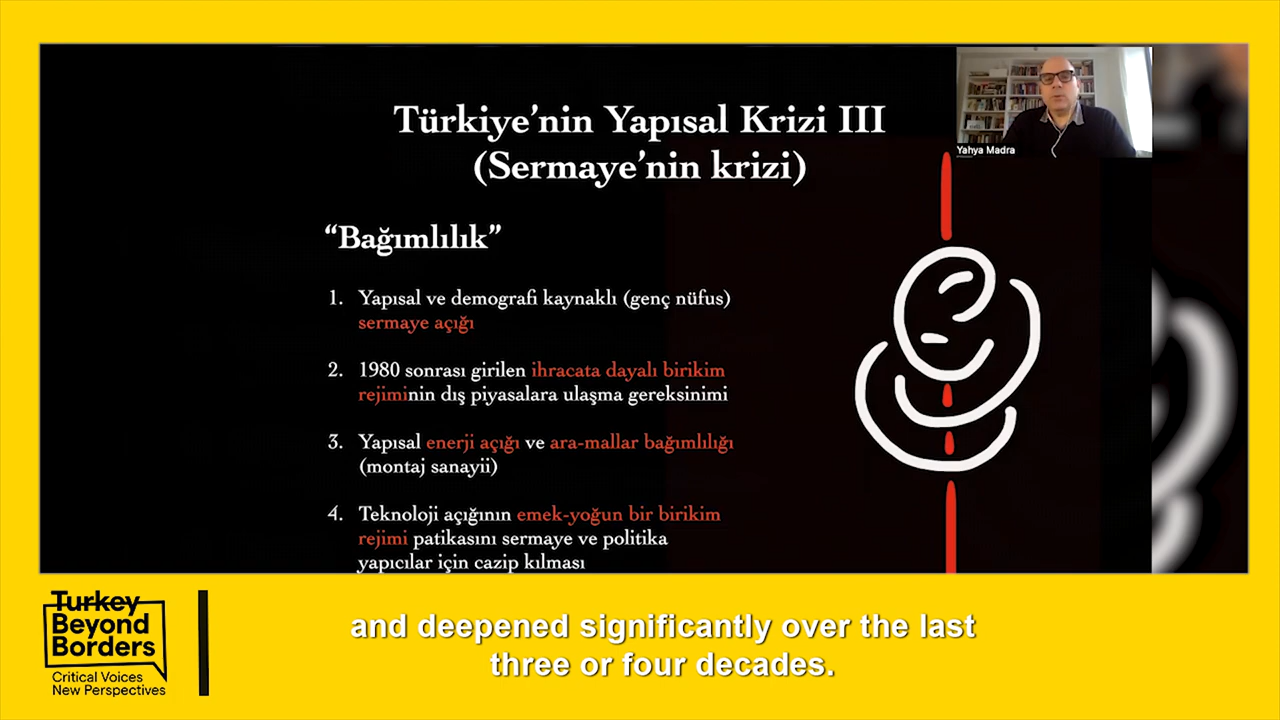 Türkiye’nin Yapısal Krizi III
(Sermaye’nin krizi)
Yahya Madra
“Bağımlılık”
1. Yapısal ve demografi kaynaklı (genç nüfus)
sermaye açığı
2. 1980 sonrası girilen ihracata dayalı birikim
rejiminin dış piyasalara ulaşma gereksinimi
3. Yapısal enerji açığı ve ara-mallar bağımlılığı
(montaj sanayii)
4. Teknoloji açığının emek-yoğun bir birikim
rejimi patikasını sermaye ve politika
yapıcılar için cazip kılması
Turkey
Beyond
Borders
Critical Voices
New Perspectives
and deepened significantly over the last
three or four decades.